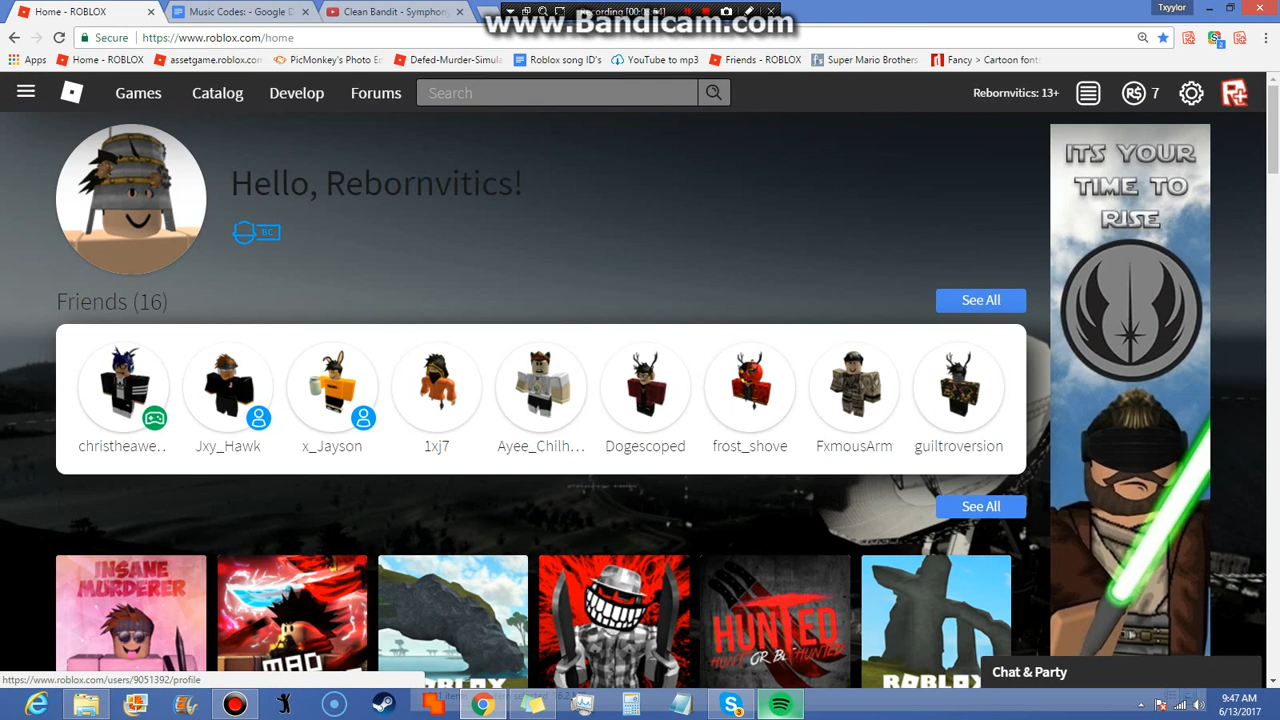 Home - ROBLOX
Music Codes: - Google D
Clean Bandit - Symphony
Recording
www.Bandicam.com
Txyylor
Secure
https://www.roblox.com/home
Apps
Home - ROBLOX
assetgame.roblox.com
PicMonkey's Photo Ed
Defed-Murder-Simula
Roblox song ID's
YouTube to mp3
Friends - ROBLOX
Super Mario Brothers
Fancy > Cartoon font
Games
Catalog
Develop
Forums
Search
Rebornvitics: 13+
R$ 7
R+
Hello, Rebornvitics!
BC
Friends (16)
See All
christheawe..
Jxy_Hawk
x_Jayson
1xj7
Ayee_Chilh...
Dogescoped
frost_shove
FxmousArm
guiltroversion
See All
ITS YOUR
TIME TO
RISE
INSANE
MURDERER
MAD
HUNTED
HUNT OR BE HUNTED
ROBLOX
Chat & Party
https://www.roblox.com/users/9051392/profile
9:47 AM
6/13/2017